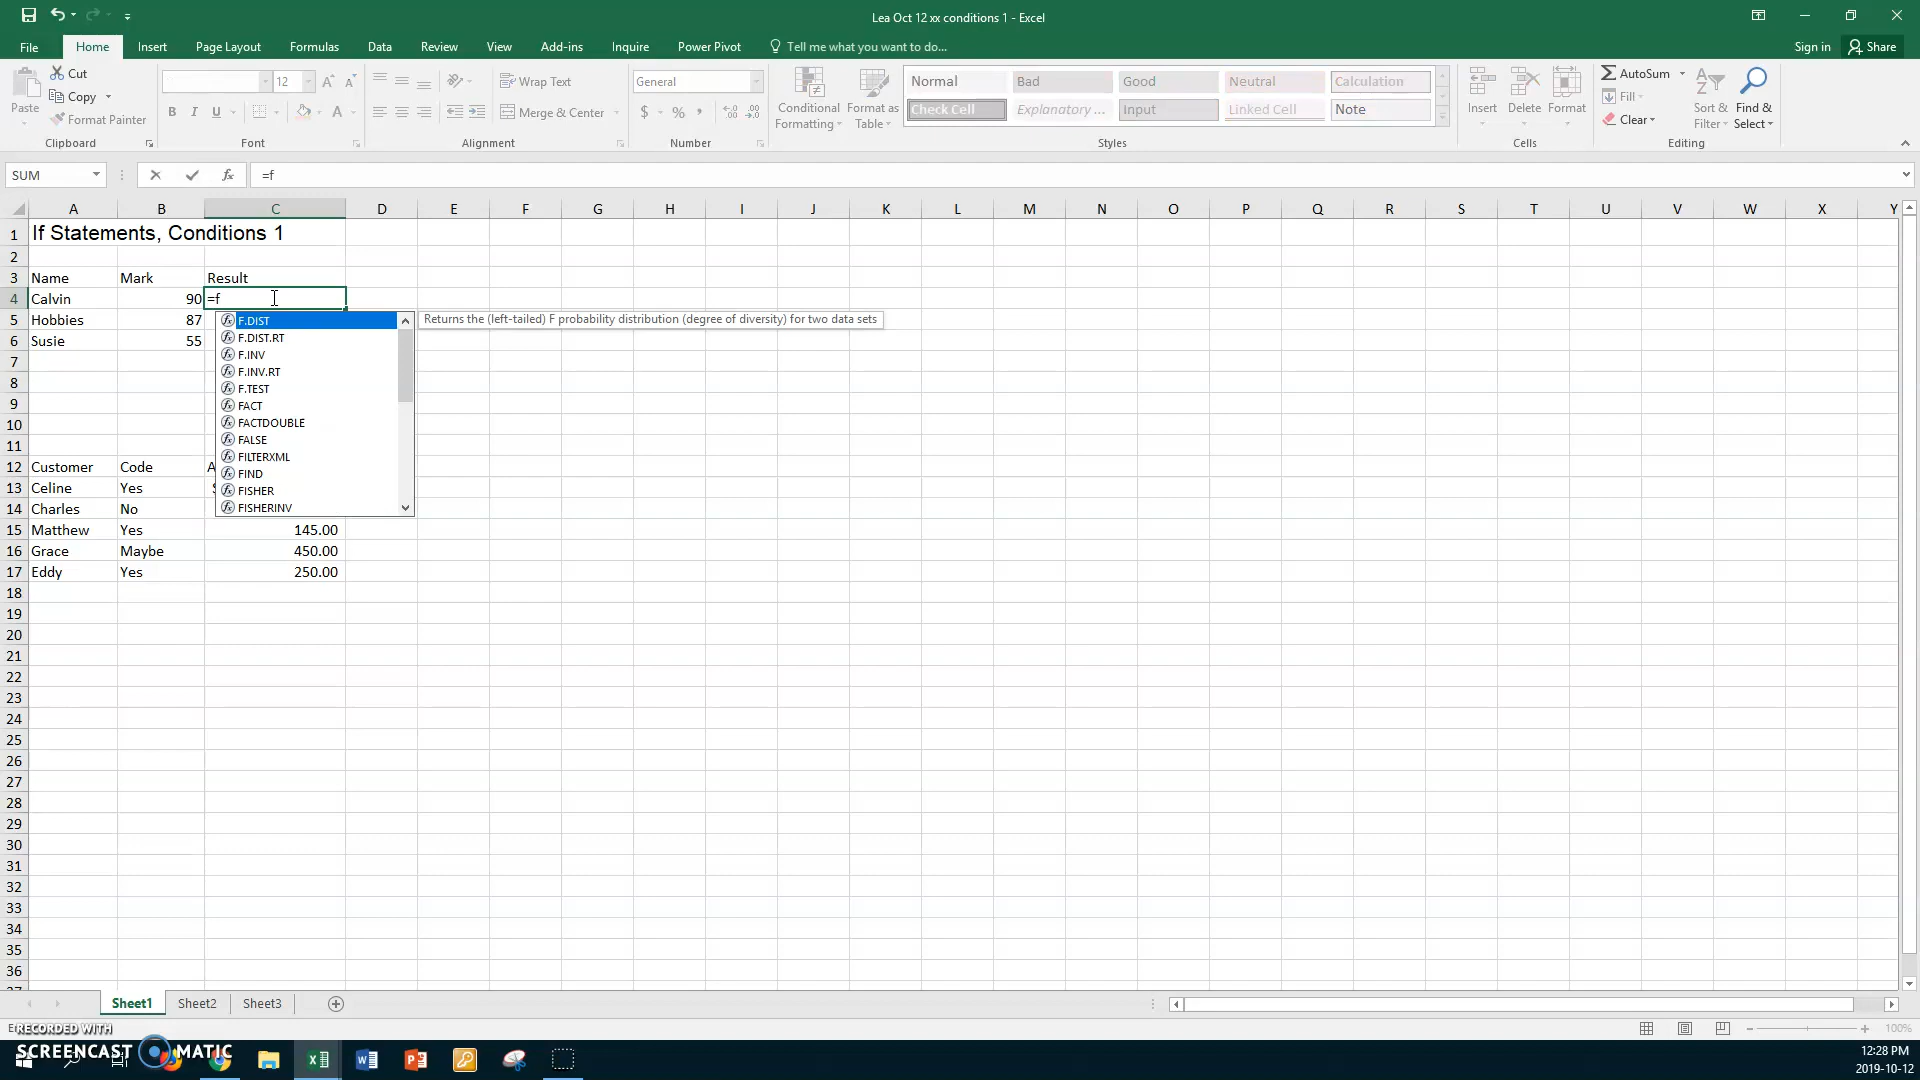 Lea Oct 12 xx conditions 1 - Excel
File Home Insert Page Layout Formulas Data Review View Add-ins Inquire Power Pivot Tell me what you want to do... Sign in Share
Cut
Copy
Format Painter
Paste
Clipboard
12
B I U A
Font
Wrap Text
Merge & Center
Alignment
General
$ % ,
Number
Conditional Formatting
Format as Table
Normal Bad Good Neutral Calculation
Check Cell Explanatory ... Input Linked Cell Note
Styles
Insert Delete Format
Cells
AutoSum
Fill
Clear
Sort & Filter
Find & Select
Editing
SUM fx =f
A B C D E F G H I J K L M N O P Q R S T U V W X Y
1 If Statements, Conditions 1
2
3 Name Mark Result
4 Calvin 90 =f
5 Hobbies 87
6 Susie 55
7
8
9
10
11
12 Customer Code A
13 Celine Yes
14 Charles No
15 Matthew Yes 145.00
16 Grace Maybe 450.00
17 Eddy Yes 250.00
18
19
20
21
22
23
24
25
26
27
28
29
30
31
32
33
34
35
36
F.DIST
F.DIST.RT
F.INV
F.INV.RT
F.TEST
FACT
FACTDOUBLE
FALSE
FILTERXML
FIND
FISHER
FISHERINV
Returns the (left-tailed) F probability distribution (degree of diversity) for two data sets
Sheet1 Sheet2 Sheet3
100%
RECORDED WITH
SCREENCAST MATIC
12:28 PM
2019-10-12